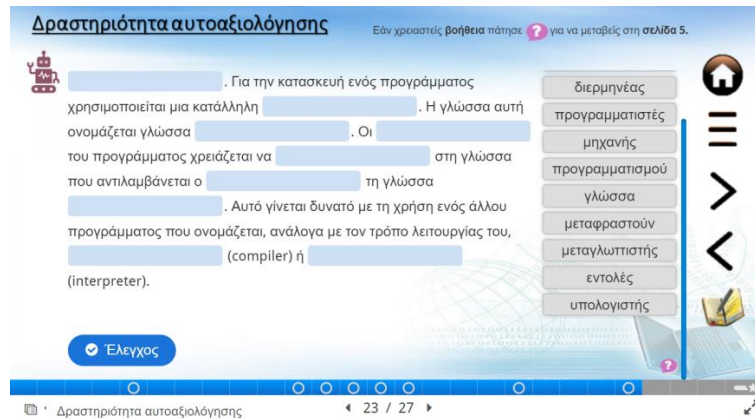 Δραστηριότητα αυτοαξιολόγησης
Εάν χρειαστείς βοήθεια πάτησε ? για να μεταβείς στη σελίδα 5.
. Για την κατασκευή ενός προγράμματος
χρησιμοποιείται μια κατάλληλη . Η γλώσσα αυτή
ονομάζεται γλώσσα . Οι
του προγράμματος χρειάζεται να στη γλώσσα
που αντιλαμβάνεται ο τη γλώσσα
. Αυτό γίνεται δυνατό με τη χρήση ενός άλλου
προγράμματος που ονομάζεται, ανάλογα με τον τρόπο λειτουργίας του,
(compiler) ή
(interpreter).
διερμηνέας
προγραμματιστές
μηχανής
προγραμματισμού
γλώσσα
μεταφραστούν
μεταγλωττιστής
εντολές
υπολογιστής
Έλεγχος
?
Δραστηριότητα αυτοαξιολόγησης
23 / 27